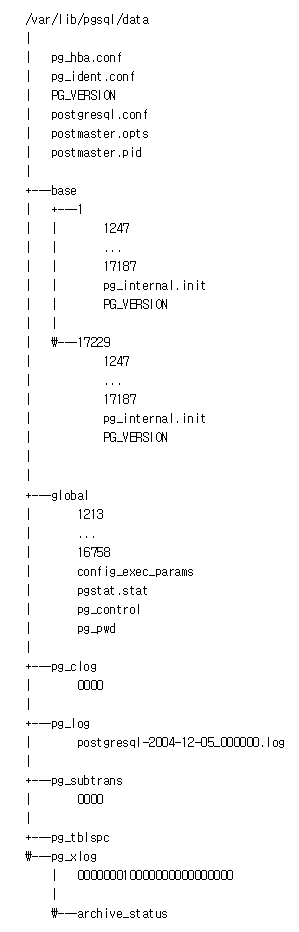 /var/lib/pgsql/data
|
|   pg_hba.conf
|   pg_ident.conf
|   PG_VERSION
|   postgresql.conf
|   postmaster.opts
|   postmaster.pid
|
+---base
|   +---1
|   |       1247
|   |       ...
|   |       17187
|   |       pg_internal.init
|   |       PG_VERSION
|   |
|   ₩---17229
|           1247
|           ...
|           17187
|           pg_internal.init
|           PG_VERSION
|
|
+---global
|       1213
|       ...
|       16758
|       config_exec_params
|       pgstat.stat
|       pg_control
|       pg_pwd
|
+---pg_clog
|       0000
|
+---pg_log
|       postgresql-2004-12-05_000000.log
|
+---pg_subtrans
|       0000
|
+---pg_tblspc
₩---pg_xlog
    |   000000010000000000000000
    |
    ₩---archive_status